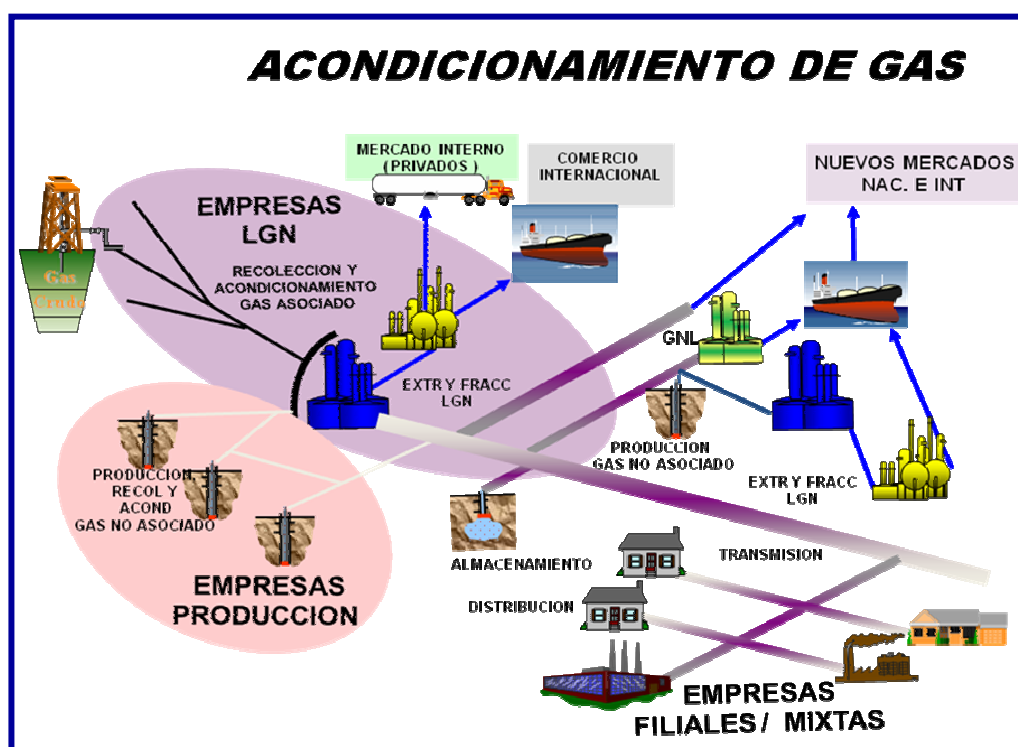 ACONDICIONAMIENTO DE GAS
MERCADO INTERNO
(PRIVADOS )
COMERCIO
INTERNACIONAL
NUEVOS MERCADOS
NAC. E INT
EMPRESAS
LGN
RECOLECCION Y
ACONDICIONAMIENTO
GAS ASOCIADO
Gas
Crudo
GNL
EXTR Y FRACC
LGN
PRODUCCION
GAS NO ASOCIADO
PRODUCCION,
RECOL Y
ACOND
GAS NO ASOCIADO
EXTR Y FRACC
LGN
ALMACENAMIENTO
TRANSMISION
DISTRIBUCION
EMPRESAS
PRODUCCION
EMPRESAS
FILIALES / MIXTAS